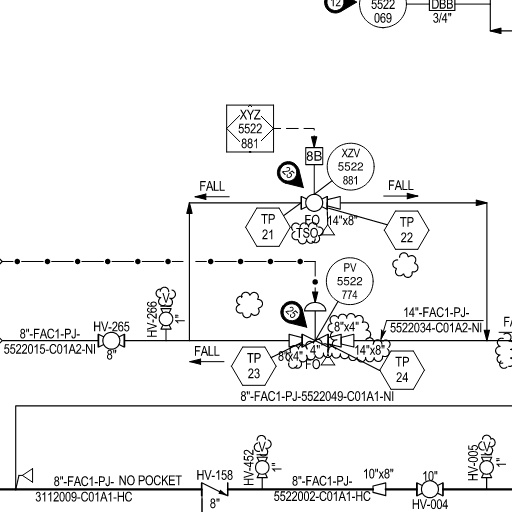 12
5522
069
DBB
3/4"
XYZ
5522
881
8B
XZV
5522
881
25
FALL
FALL
TP
21
FO
TSO
14"x8"
TP
22
PV
5522
774
V
HV-266
1"
25
8"x4"
14"-FAC1-PJ-
5522034-C01A2-NI
8"-FAC1-PJ-
5522015-C01A2-NI
HV-265
8"
FALL
TP
23
8"x4"
4"
FO
14"x8"
TP
24
8"-FAC1-PJ-5522049-C01A1-NI
8"-FAC1-PJ-
3112009-C01A1-HC
NO POCKET
HV-158
8"
HV-452
V
1"
8"-FAC1-PJ-
5522002-C01A1-HC
10"x8"
10"
HV-004
HV-005
V
1"